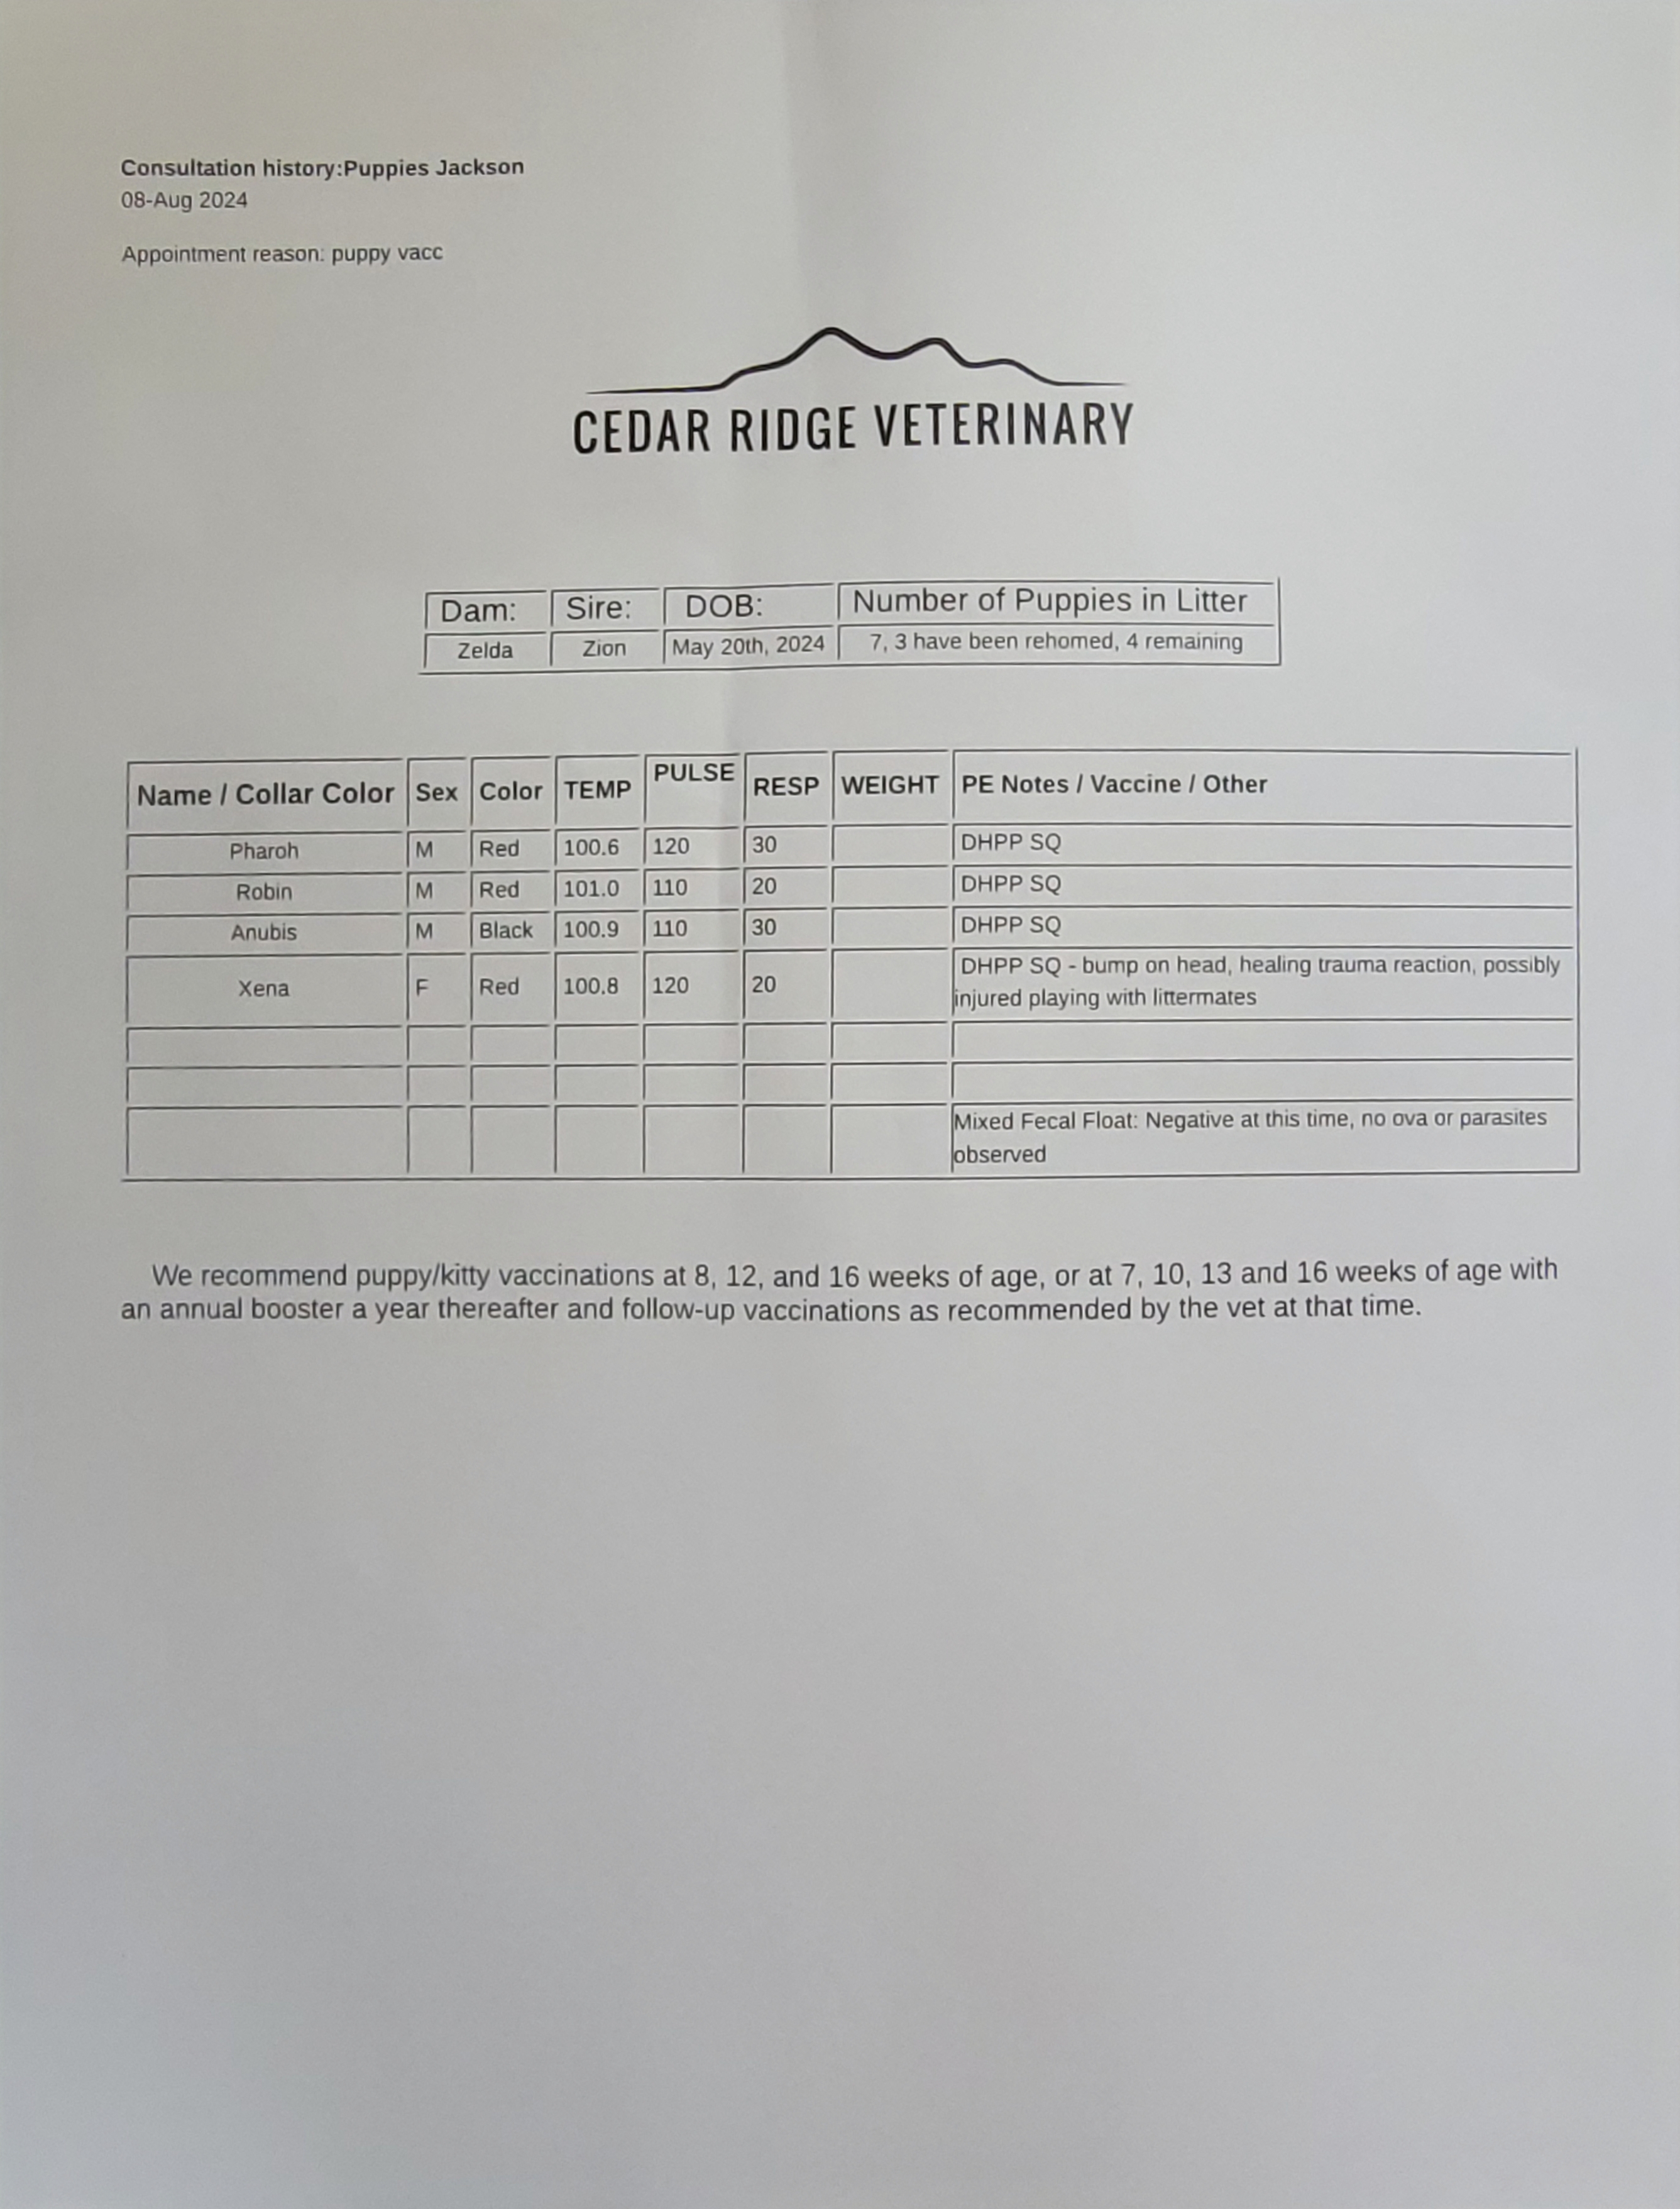 Consultation history:Puppies Jackson
08-Aug 2024
Appointment reason: puppy vacc
CEDAR RIDGE VETERINARY
Dam: Sire: DOB: Number of Puppies in Litter
Zelda Zion May 20th, 2024 7, 3 have been rehomed, 4 remaining
Name / Collar Color Sex Color TEMP PULSE RESP WEIGHT PE Notes / Vaccine / Other
Pharoh M Red 100.6 120 30 DHPP SQ
Robin M Red 101.0 110 20 DHPP SQ
Anubis M Black 100.9 110 30 DHPP SQ
Xena F Red 100.8 120 20 DHPP SQ - bump on head, healing trauma reaction, possibly
injured playing with littermates
Mixed Fecal Float: Negative at this time, no ova or parasites
observed
We recommend puppy/kitty vaccinations at 8, 12, and 16 weeks of age, or at 7, 10, 13 and 16 weeks of age with
an annual booster a year thereafter and follow-up vaccinations as recommended by the vet at that time.